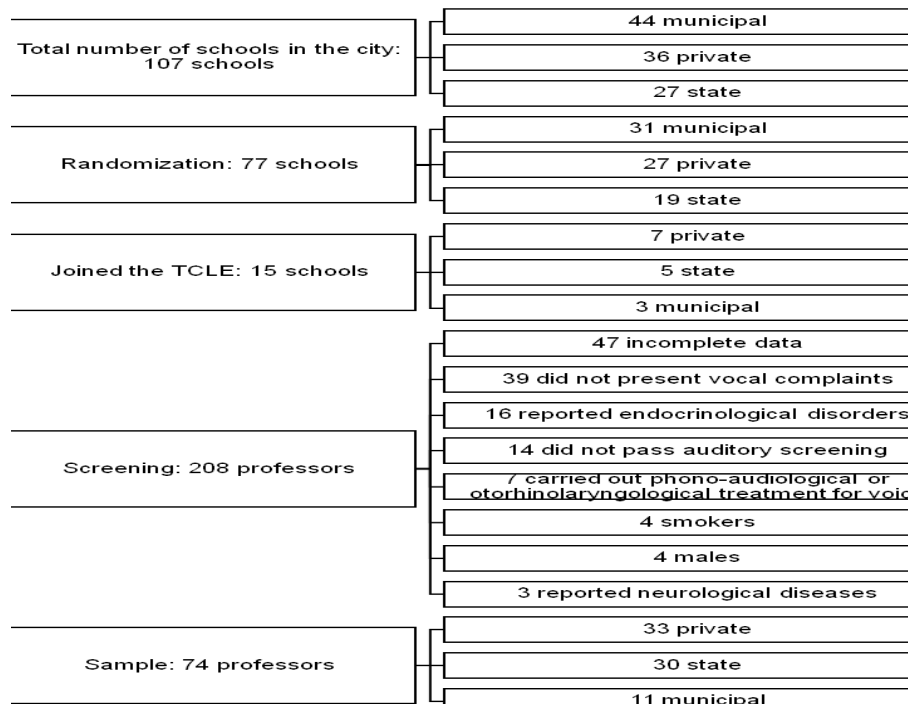 Total number of schools in the city:
107 schools
44 municipal
36 private
27 state
Randomization: 77 schools
31 municipal
27 private
19 state
Joined the TCLE: 15 schools
7 private
5 state
3 municipal
Screening: 208 professors
47 incomplete data
39 did not present vocal complaints
16 reported endocrinological disorders
14 did not pass auditory screening
7 carried out phono-audiological or
otorhinolaryngological treatment for voic
4 smokers
4 males
3 reported neurological diseases
Sample: 74 professors
33 private
30 state
11 municipal